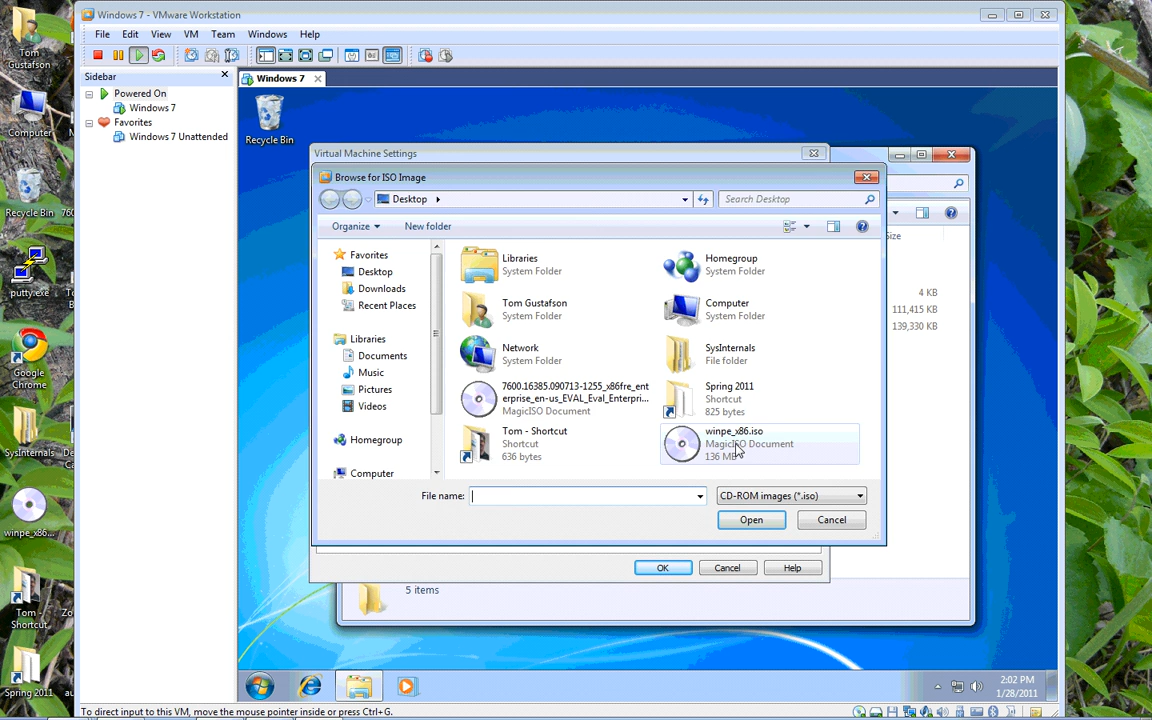 Tom
Gustafson
Computer
Recycle Bin
putty.exe
Google
Chrome
SysInternals
winpe_x86...
Tom -
Shortcut
Spring 2011
Windows 7 - VMware Workstation
File Edit View VM Team Windows Help
Sidebar
Powered On
Windows 7
Favorites
Windows 7 Unattended
Windows 7
Recycle Bin
Virtual Machine Settings
Browse for ISO Image
Desktop
Search Desktop
Organize New folder
Favorites
Desktop
Downloads
Recent Places
Libraries
Documents
Music
Pictures
Videos
Homegroup
Computer
Libraries
System Folder
Homegroup
System Folder
Tom Gustafson
System Folder
Computer
System Folder
Network
System Folder
SysInternals
File folder
7600.16385.090713-1255_x86fre_ent
erprise_en-us_EVAL_Eval_Enterpri...
MagicISO Document
Spring 2011
Shortcut
825 bytes
Tom - Shortcut
Shortcut
636 bytes
winpe_x86.iso
MagicISO Document
136 MB
File name:
CD-ROM images (*.iso)
Open Cancel
OK Cancel Help
Size
4 KB
111,415 KB
139,330 KB
5 items
2:02 PM
1/28/2011
To direct input to this VM, move the mouse pointer inside or press Ctrl+G.